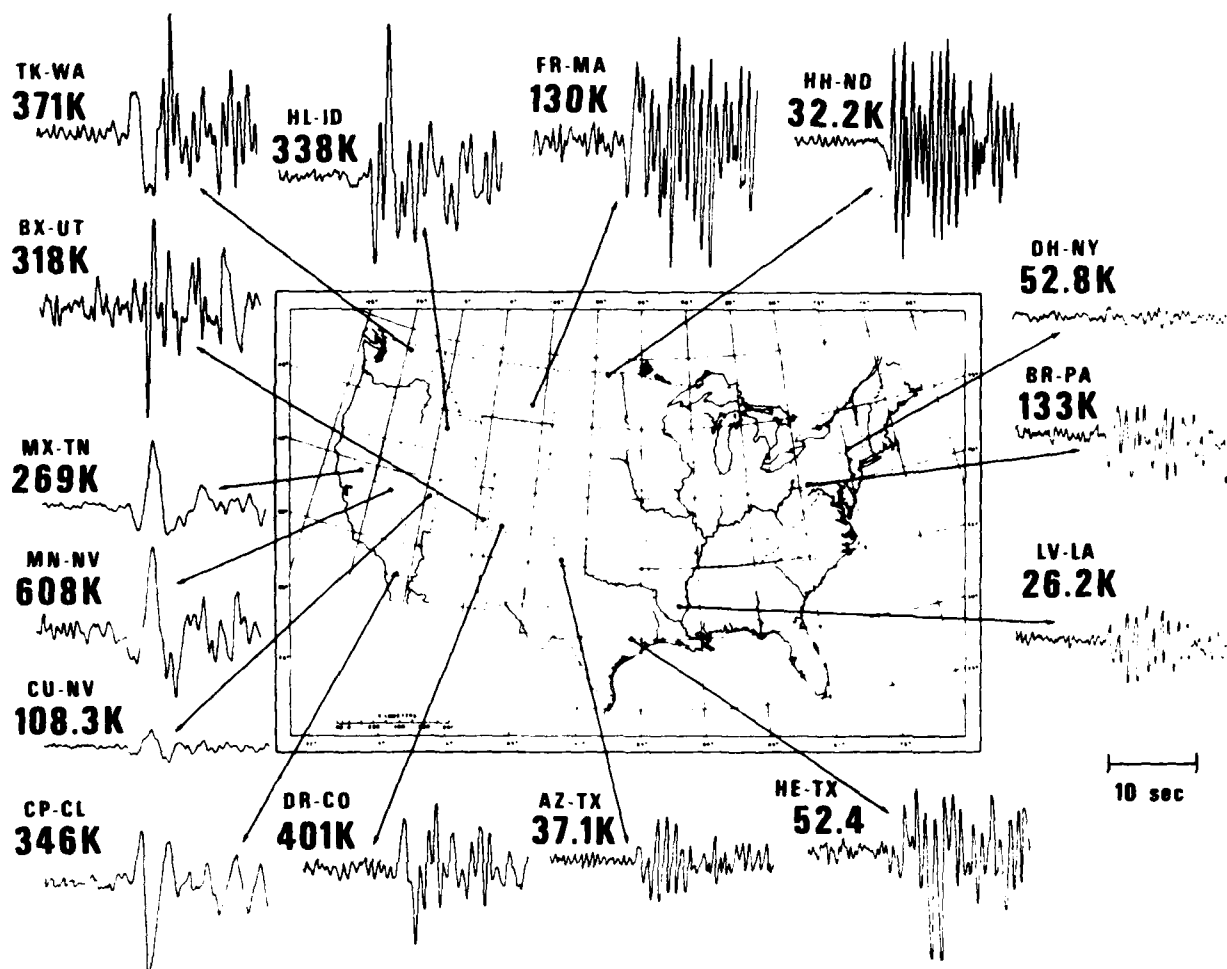 TK-WA
371K
HL-ID
338K
FR-MA
130K
HH-ND
32.2K
BX-UT
318K
DH-NY
52.8K
BR-PA
133K
MX-TN
269K
MN-NV
608K
LV-LA
26.2K
CU-NV
108.3K
10 sec
CP-CL
346K
DR-CO
401K
AZ-TX
37.1K
HE-TX
52.4